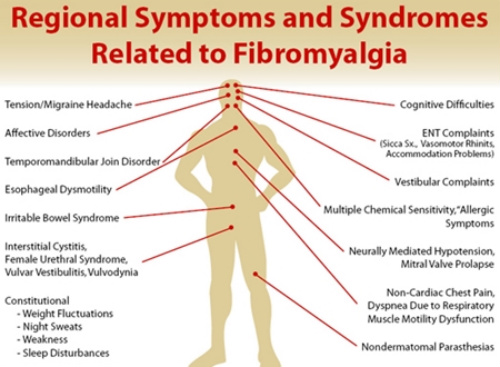 Regional Symptoms and Syndromes
Related to Fibromyalgia
Tension/Migraine Headache
Affective Disorders
Temporomandibular Join Disorder
Esophageal Dysmotility
Irritable Bowel Syndrome
Interstitial Cystitis,
Female Urethral Syndrome,
Vulvar Vestibulitis, Vulvodynia
Constitutional
- Weight Fluctuations
- Night Sweats
- Weakness
- Sleep Disturbances
Cognitive Difficulties
ENT Complaints
(Sicca Sx., Vasomotor Rhinits,
Accommodation Problems)
Vestibular Complaints
Multiple Chemical Sensitivity,"Allergic
Symptoms
Neurally Mediated Hypotension,
Mitral Valve Prolapse
Non-Cardiac Chest Pain,
Dyspnea Due to Respiratory
Muscle Motility Dysfunction
Nondermatomal Parasthesias